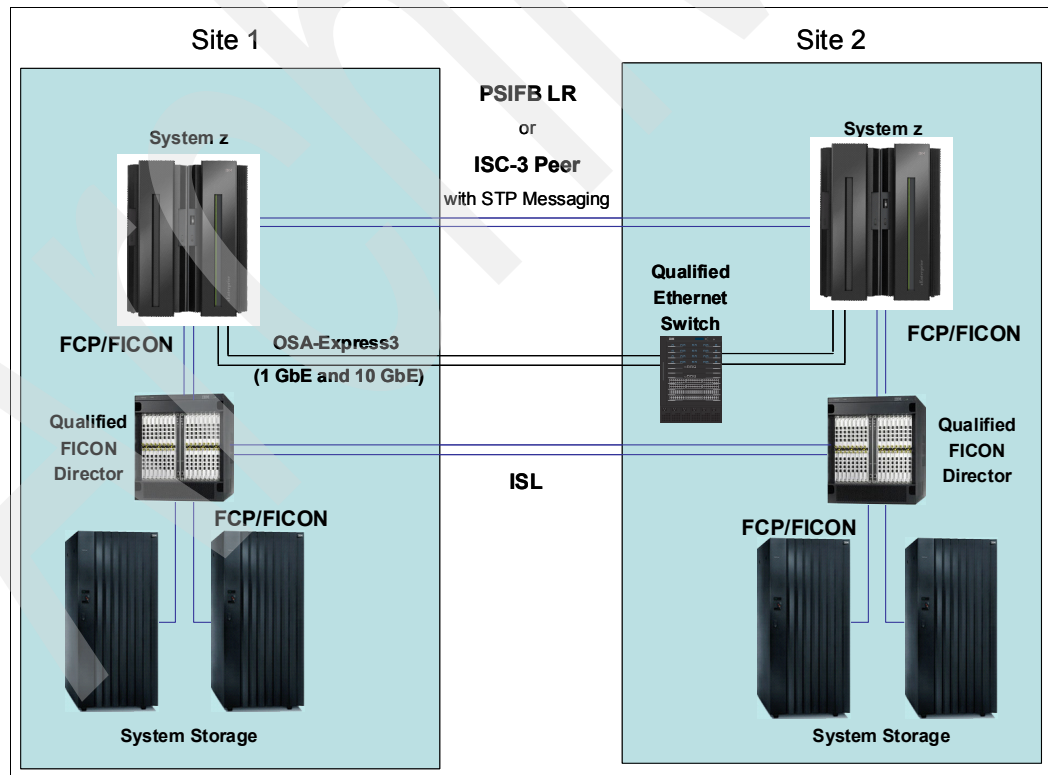 Site 1
Site 2
PSIFB LR
or
ISC-3 Peer
with STP Messaging
System z
System z
Qualified
Ethernet
Switch
FCP/FICON
OSA-Express3
(1 GbE and 10 GbE)
FCP/FICON
Qualified
FICON
Director
ISL
Qualified
FICON
Director
FCP/FICON
FCP/FICON
System Storage
System Storage